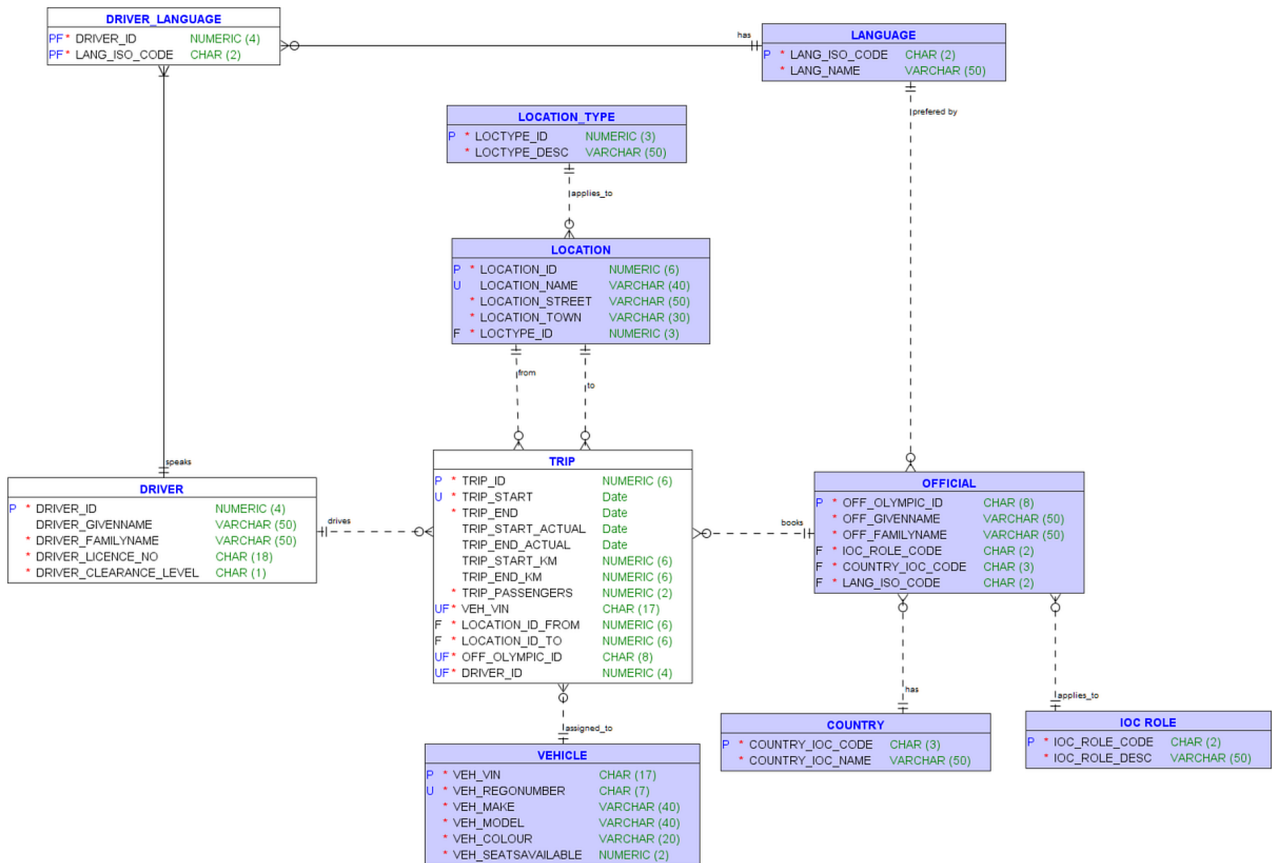 DRIVER_LANGUAGE
PF * DRIVER_ID NUMERIC (4)
PF * LANG_ISO_CODE CHAR (2)
has
LANGUAGE
P * LANG_ISO_CODE CHAR (2)
* LANG_NAME VARCHAR (50)
prefered by
LOCATION_TYPE
P * LOCTYPE_ID NUMERIC (3)
* LOCTYPE_DESC VARCHAR (50)
applies_to
LOCATION
P * LOCATION_ID NUMERIC (6)
U LOCATION_NAME VARCHAR (40)
* LOCATION_STREET VARCHAR (50)
* LOCATION_TOWN VARCHAR (30)
F * LOCTYPE_ID NUMERIC (3)
from
to
speaks
DRIVER
P * DRIVER_ID NUMERIC (4)
DRIVER_GIVENNAME VARCHAR (50)
* DRIVER_FAMILYNAME VARCHAR (50)
* DRIVER_LICENCE_NO CHAR (18)
* DRIVER_CLEARANCE_LEVEL CHAR (1)
drives
TRIP
P * TRIP_ID NUMERIC (6)
U * TRIP_START Date
* TRIP_END Date
TRIP_START_ACTUAL Date
TRIP_END_ACTUAL Date
TRIP_START_KM NUMERIC (6)
TRIP_END_KM NUMERIC (6)
* TRIP_PASSENGERS NUMERIC (2)
UF * VEH_VIN CHAR (17)
F * LOCATION_ID_FROM NUMERIC (6)
F * LOCATION_ID_TO NUMERIC (6)
UF * OFF_OLYMPIC_ID CHAR (8)
UF * DRIVER_ID NUMERIC (4)
books
OFFICIAL
P * OFF_OLYMPIC_ID CHAR (8)
* OFF_GIVENNAME VARCHAR (50)
* OFF_FAMILYNAME VARCHAR (50)
F * IOC_ROLE_CODE CHAR (2)
F * COUNTRY_IOC_CODE CHAR (3)
F * LANG_ISO_CODE CHAR (2)
has
applies_to
assigned_to
COUNTRY
P * COUNTRY_IOC_CODE CHAR (3)
* COUNTRY_IOC_NAME VARCHAR (50)
IOC ROLE
P * IOC_ROLE_CODE CHAR (2)
* IOC_ROLE_DESC VARCHAR (50)
VEHICLE
P * VEH_VIN CHAR (17)
U * VEH_REGONUMBER CHAR (7)
* VEH_MAKE VARCHAR (40)
* VEH_MODEL VARCHAR (40)
* VEH_COLOUR VARCHAR (20)
* VEH_SEATSAVAILABLE NUMERIC (2)